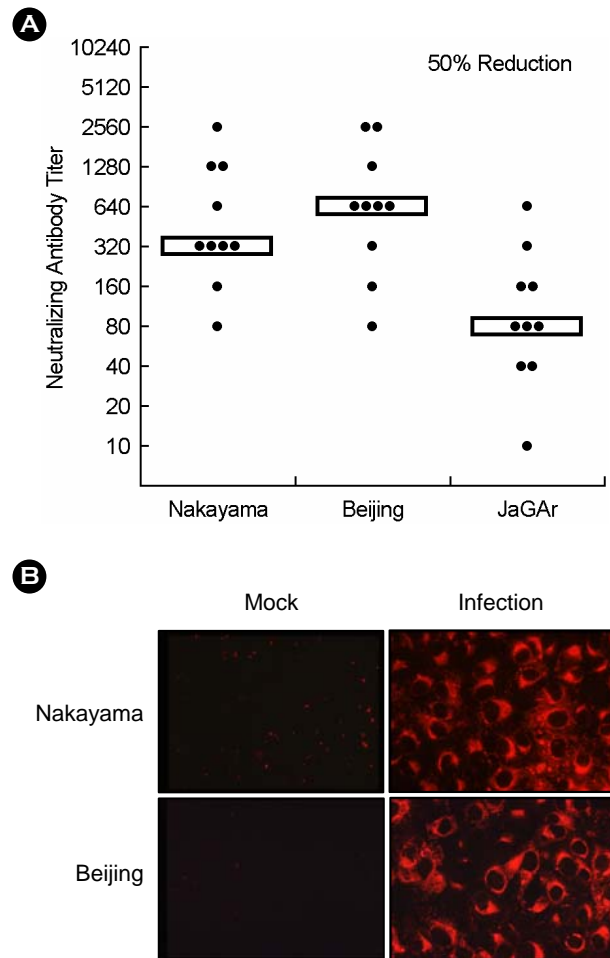 A
50% Reduction
Neutralizing Antibody Titer
10240
5120
2560
1280
640
320
160
80
40
20
10
Nakayama Beijing JaGAr
B
Mock Infection
Nakayama
Beijing